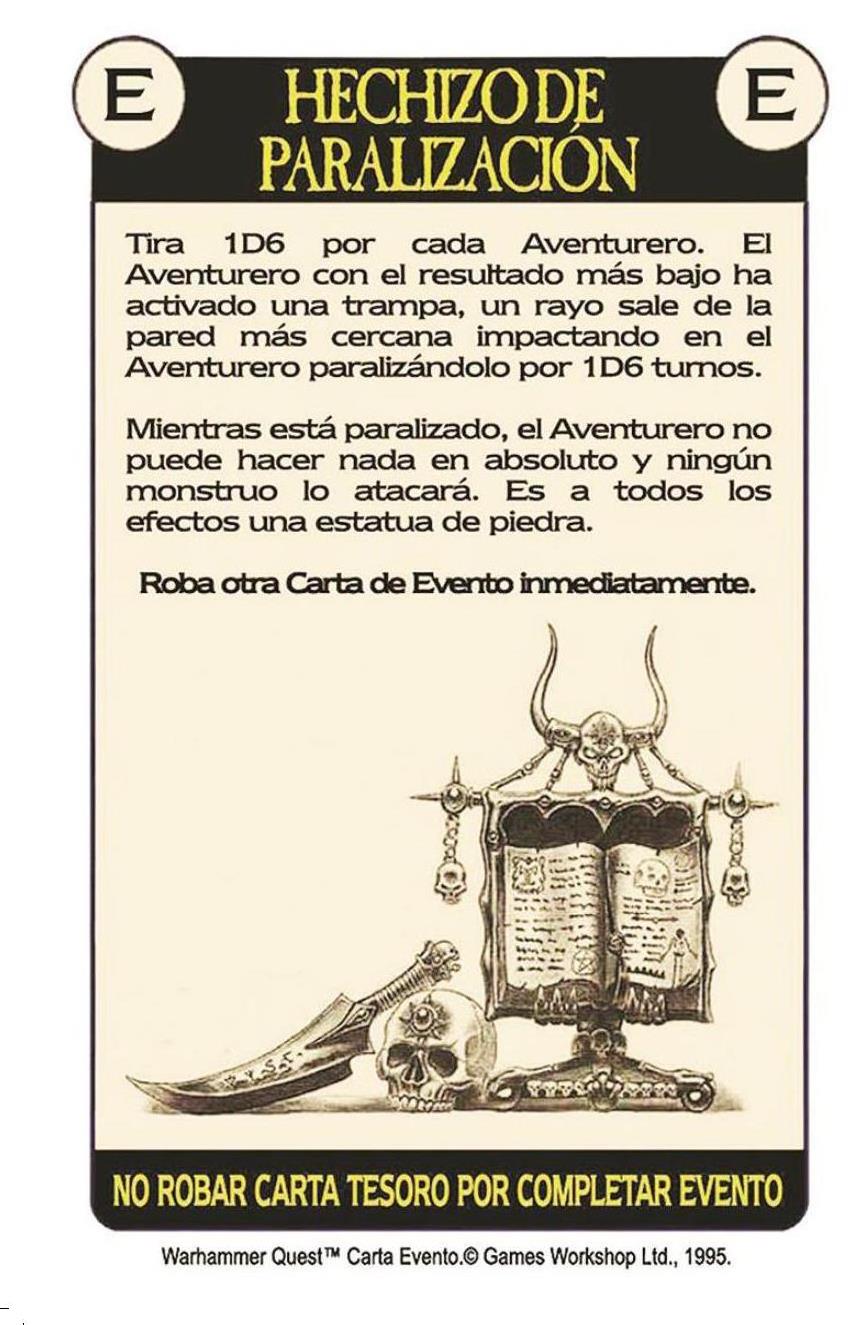 E
E
HECHIZO DE
PARALIZACIÓN
Tira 1D6 por cada Aventurero. El
Aventurero con el resultado más bajo ha
activado una trampa, un rayo sale de la
pared más cercana impactando en el
Aventurero paralizándolo por 1D6 turnos.
Mientras está paralizado, el Aventurero no
puede hacer nada en absoluto y ningún
monstruo lo atacará. Es a todos los
efectos una estatua de piedra.
Roba otra Carta de Evento inmediatamente.
NO ROBAR CARTA TESORO POR COMPLETAR EVENTO
Warhammer Quest™ Carta Evento.© Games Workshop Ltd., 1995.